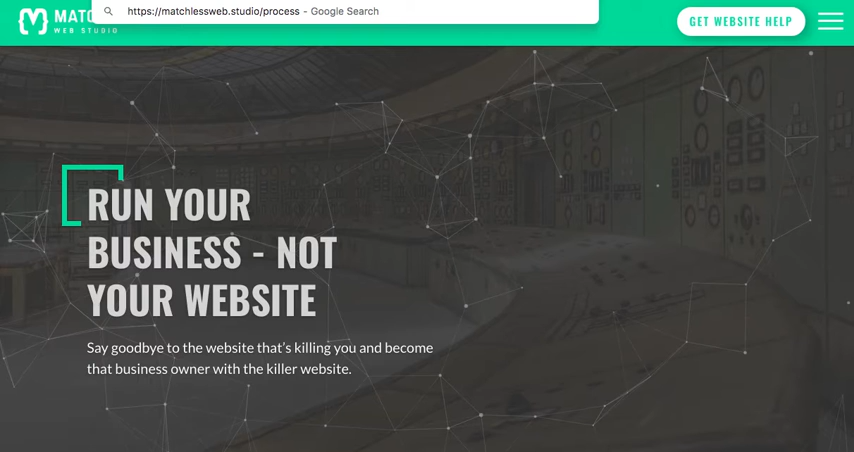 https://matchlessweb.studio/process - Google Search
WEB STUDIO
GET WEBSITE HELP
RUN YOUR
BUSINESS - NOT
YOUR WEBSITE
Say goodbye to the website that's killing you and become
that business owner with the killer website.